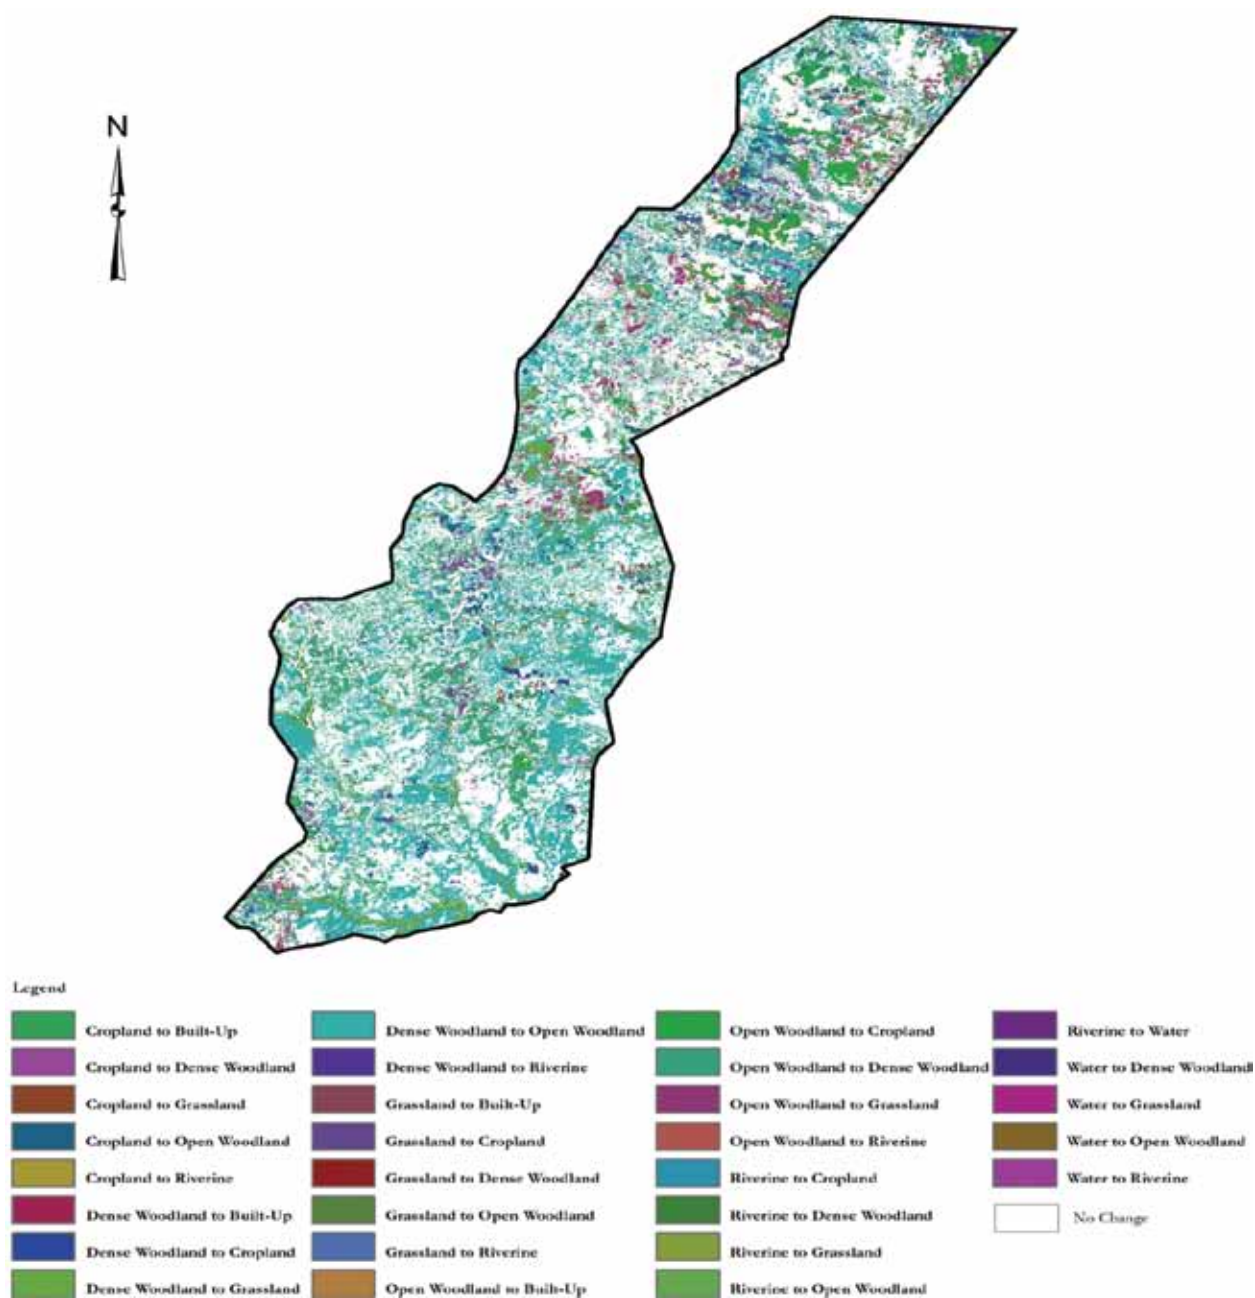 N
Legend
Cropland to Built-Up
Cropland to Dense Woodland
Cropland to Grassland
Cropland to Open Woodland
Cropland to Riverine
Dense Woodland to Built-Up
Dense Woodland to Cropland
Dense Woodland to Grassland
Dense Woodland to Open Woodland
Dense Woodland to Riverine
Grassland to Built-Up
Grassland to Cropland
Grassland to Dense Woodland
Grassland to Open Woodland
Grassland to Riverine
Open Woodland to Built-Up
Open Woodland to Cropland
Open Woodland to Dense Woodland
Open Woodland to Grassland
Open Woodland to Riverine
Riverine to Cropland
Riverine to Dense Woodland
Riverine to Grassland
Riverine to Open Woodland
Riverine to Water
Water to Dense Woodland
Water to Grassland
Water to Open Woodland
Water to Riverine
No Change